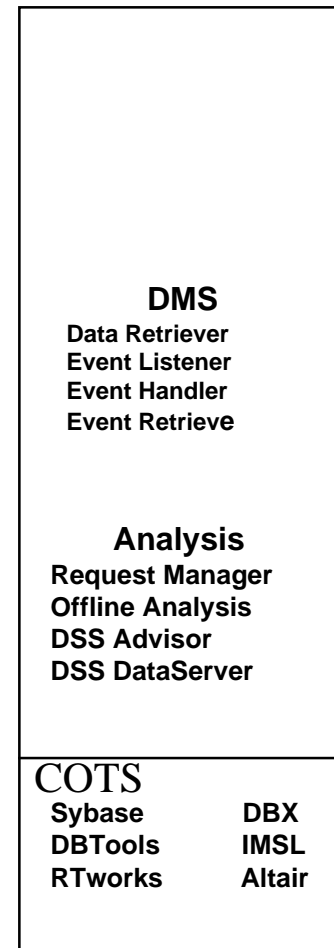 DMS
Data Retriever
Event Listener
Event Handler
Event Retrieve
Analysis
Request Manager
Offline Analysis
DSS Advisor
DSS DataServer
COTS
Sybase DBX
DBTools IMSL
RTworks Altair